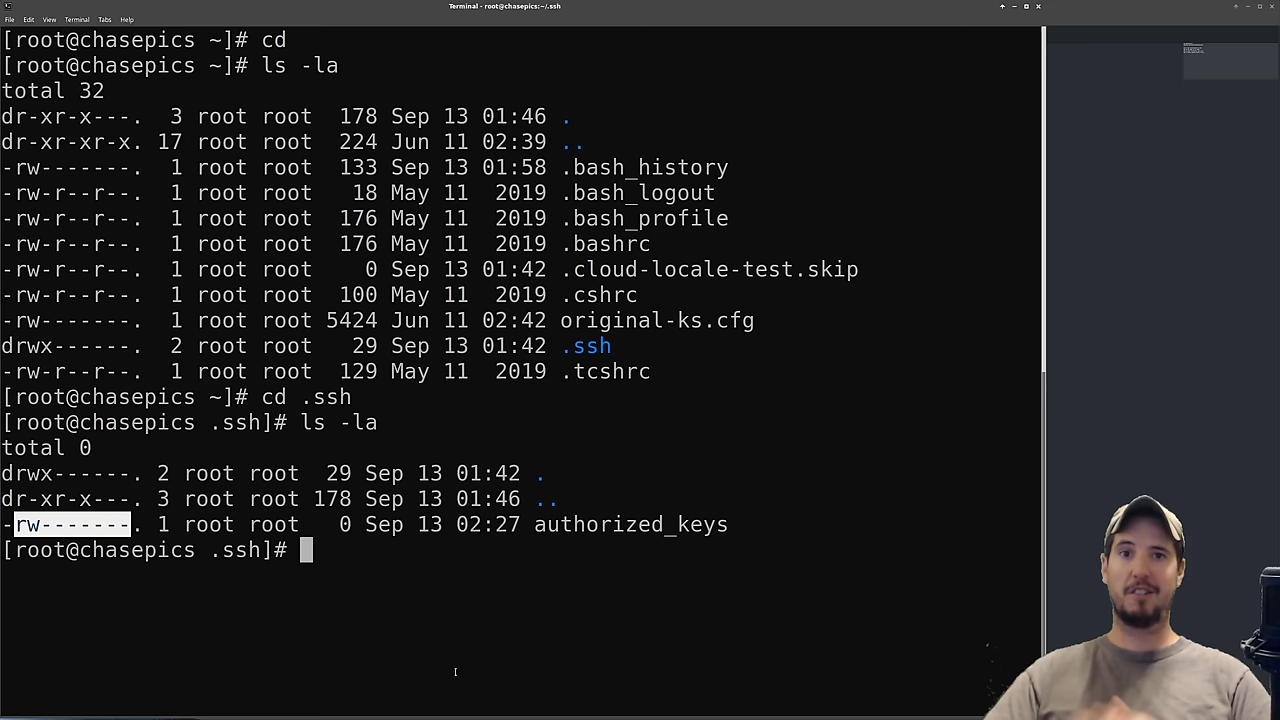 Terminal - root@chasepics:~/.ssh
File Edit View Terminal Tabs Help
[root@chasepics ~]# cd
[root@chasepics ~]# ls -la
total 32
dr-xr-x---. 3 root root 178 Sep 13 01:46 .
dr-xr-xr-x. 17 root root 224 Jun 11 02:39 ..
-rw-------. 1 root root 133 Sep 13 01:58 .bash_history
-rw-r--r--. 1 root root 18 May 11 2019 .bash_logout
-rw-r--r--. 1 root root 176 May 11 2019 .bash_profile
-rw-r--r--. 1 root root 176 May 11 2019 .bashrc
-rw-r--r--. 1 root root 0 Sep 13 01:42 .cloud-locale-test.skip
-rw-r--r--. 1 root root 100 May 11 2019 .cshrc
-rw-------. 1 root root 5424 Jun 11 02:42 original-ks.cfg
drwx------. 2 root root 29 Sep 13 01:42 .ssh
-rw-r--r--. 1 root root 129 May 11 2019 .tcshrc
[root@chasepics ~]# cd .ssh
[root@chasepics .ssh]# ls -la
total 0
drwx------. 2 root root 29 Sep 13 01:42 .
dr-xr-x---. 3 root root 178 Sep 13 01:46 ..
-rw-------. 1 root root 0 Sep 13 02:27 authorized_keys
[root@chasepics .ssh]#